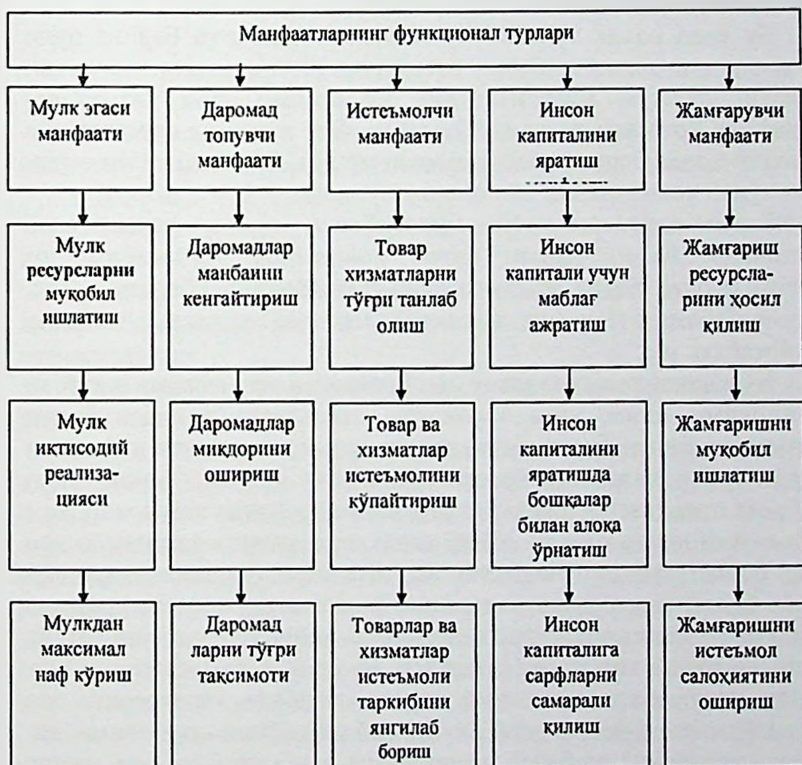 Манфаатларнинг функционал турлари
Мулк эгаси
манфаати
Даромад
топувчи
манфаати
Истеъмолчи
манфаати
Инсон
капиталини
яратиш
Жамгарувчи
манфаати
Мулк
ресурсларни
муқобил
ишлатиш
Даромадлар
манбаини
кенгайтириш
Товар
хизматларни
тўғри танлаб
олиш
Инсон
капитали учун
маблағ
ажратиш
Жамғариш
ресурсла-
рини ҳосил
қилиш
Мулк
иқтисодий
реализа-
цияси
Даромадлар
микдорини
ошириш
Товар ва
хизматлар
истеъмолини
кўпайтириш
Инсон
капиталини
яратишда
бошқалар
билан алоқа
ўрнатиш
Жамғаришни
муқобил
ишлатиш
Мулкдан
максимал
наф кўриш
Даромад
ларни тўғри
тақсимоти
Товарлар ва
хизматлар
истеъмоли
таркибини
янгилаб
бориш
Инсон
капиталига
сарфларни
самарали
қилиш
Жамғаришни
истеъмол
салоҳиятини
ошириш